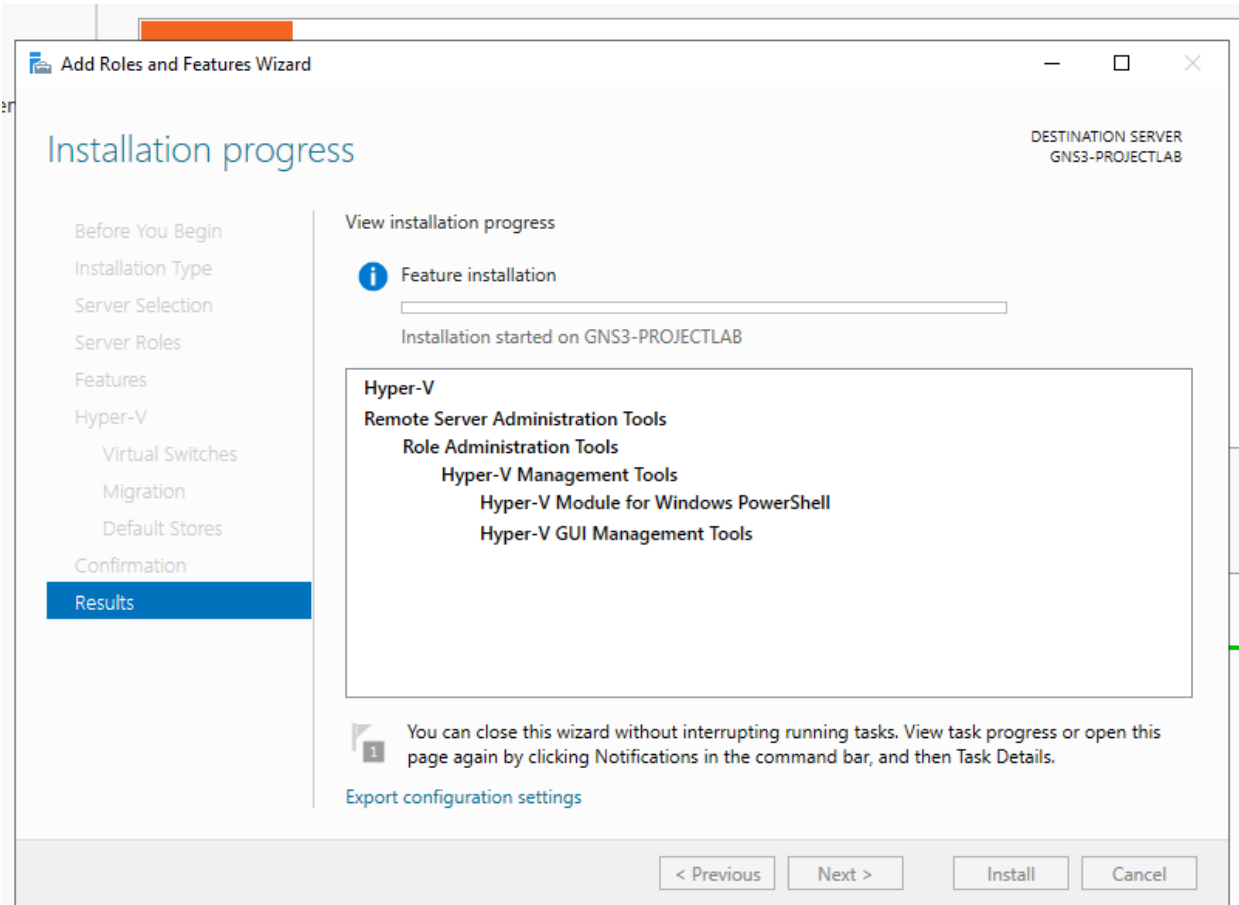 Add Roles and Features Wizard
Installation progress
DESTINATION SERVER
GNS3-PROJECTLAB
Before You Begin
Installation Type
Server Selection
Server Roles
Features
Hyper-V
Virtual Switches
Migration
Default Stores
Confirmation
Results
View installation progress
Feature installation
Installation started on GNS3-PROJECTLAB
Hyper-V
Remote Server Administration Tools
Role Administration Tools
Hyper-V Management Tools
Hyper-V Module for Windows PowerShell
Hyper-V GUI Management Tools
1
You can close this wizard without interrupting running tasks. View task progress or open this
page again by clicking Notifications in the command bar, and then Task Details.
Export configuration settings
< Previous
Next >
Install
Cancel